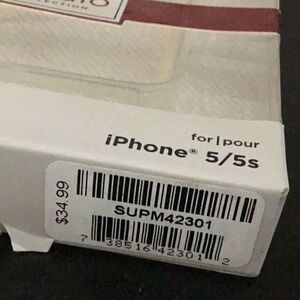 for | pour
iPhone® 5/5s
$34.99
SUPM42301
7 38516 42301 2